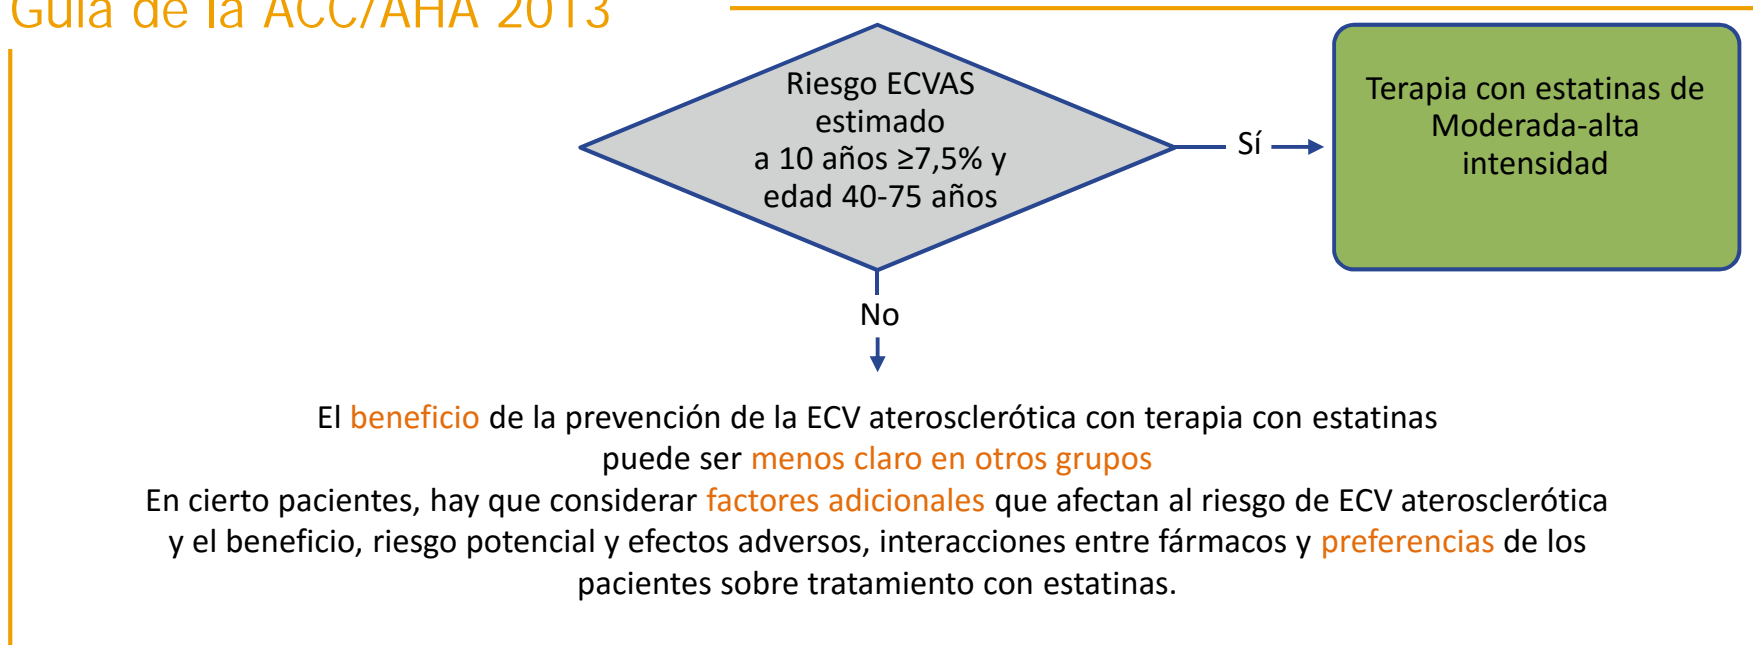 Guía de la ACC/AHA 2013
Riesgo ECVAS
estimado
a 10 años ≥7,5% y
edad 40-75 años
Sí
Terapia con estatinas de
Moderada-alta
intensidad
No
El beneficio de la prevención de la ECV aterosclerótica con terapia con estatinas
puede ser menos claro en otros grupos
En cierto pacientes, hay que considerar factores adicionales que afectan al riesgo de ECV aterosclerótica
y el beneficio, riesgo potencial y efectos adversos, interacciones entre fármacos y preferencias de los
pacientes sobre tratamiento con estatinas.